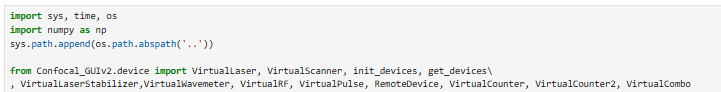 import sys, time, os
import numpy as np
sys.path.append(os.path.abspath('..'))

from Confocal_GUIv2.device import VirtualLaser, VirtualScanner, init_devices, get_devices\
, VirtualLaserStabilizer,VirtualWavemeter, VirtualRF, VirtualPulse, RemoteDevice, VirtualCounter, VirtualCounter2, VirtualCombo